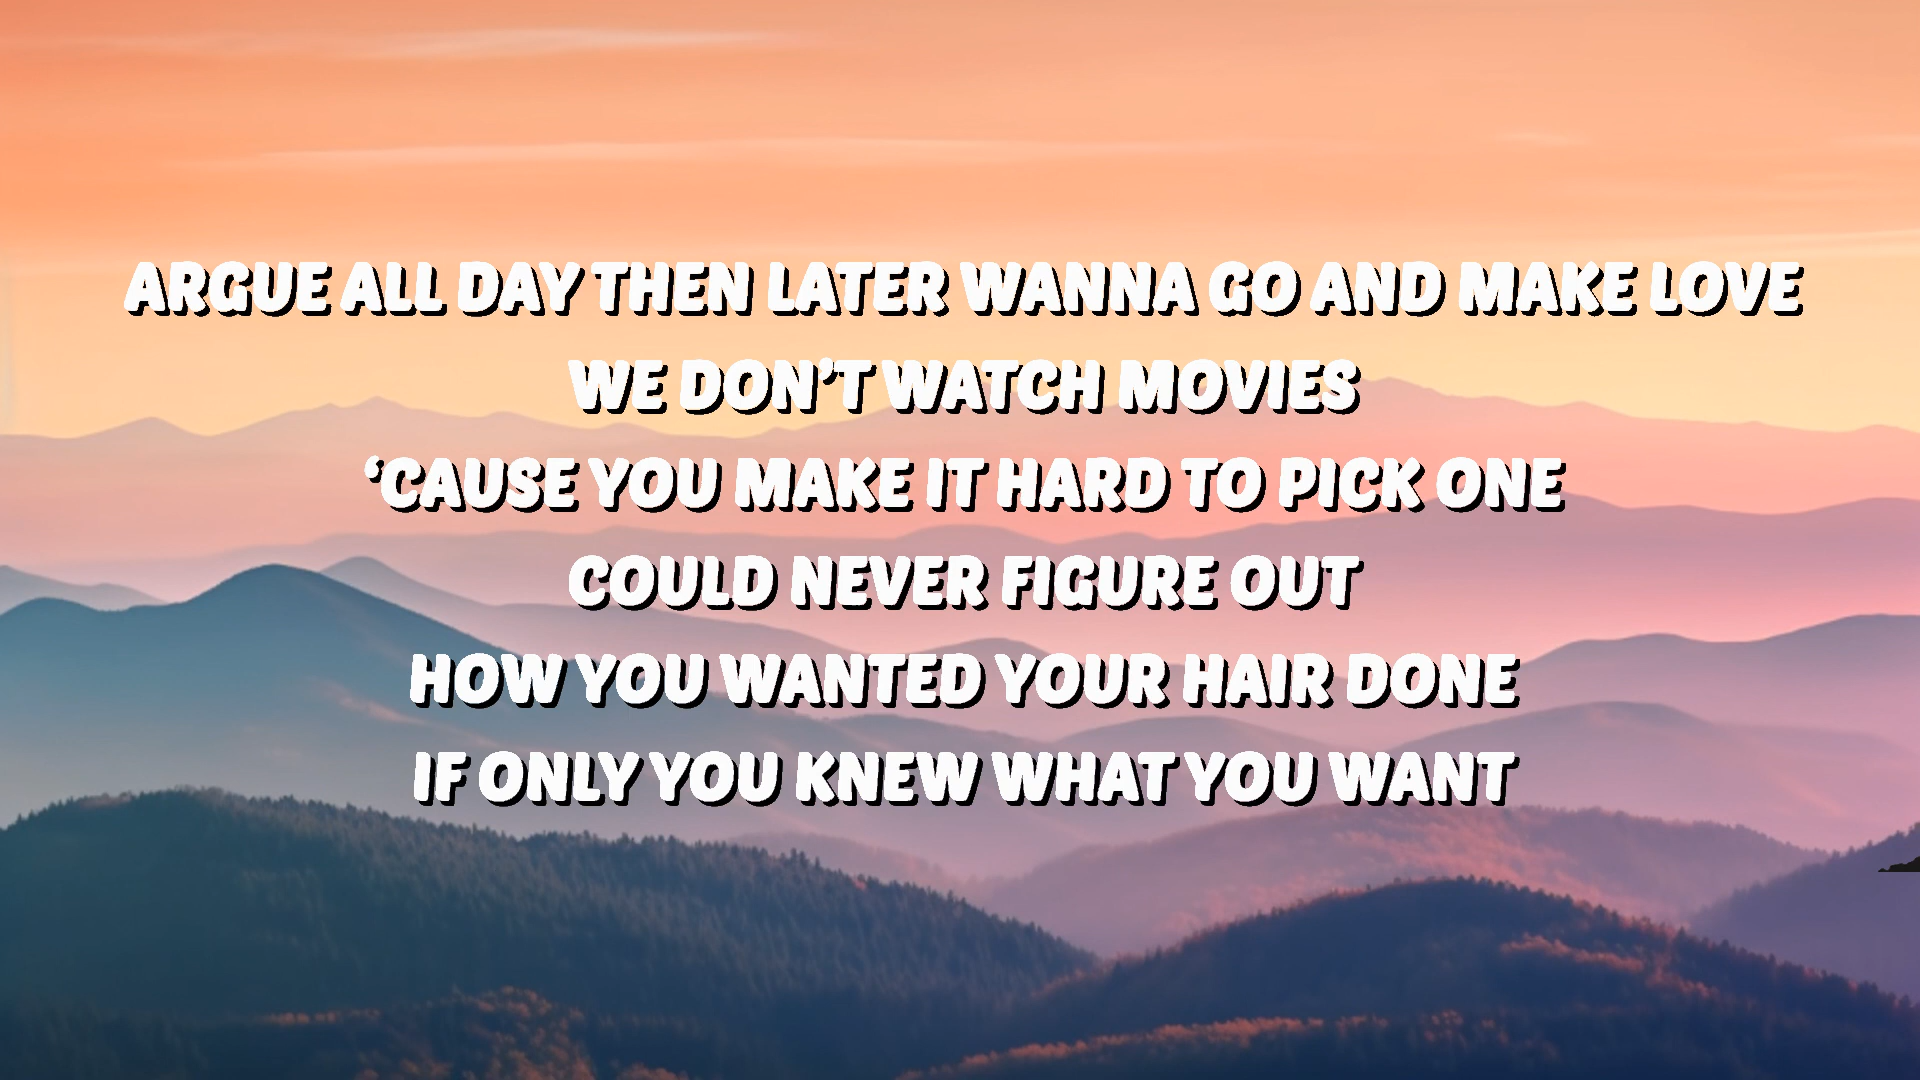 ARGUE ALL DAY THEN LATER WANNA GO AND MAKE LOVE
WE DON’T WATCH MOVIES
‘CAUSE YOU MAKE IT HARD TO PICK ONE
COULD NEVER FIGURE OUT
HOW YOU WANTED YOUR HAIR DONE
IF ONLY YOU KNEW WHAT YOU WANT